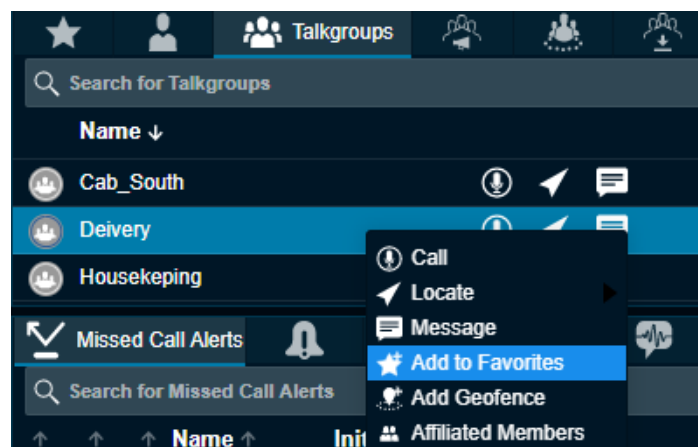 Talkgroups
Search for Talkgroups
Name ↓
Cab_South
Deivery
Housekeping
Call
Locate
Message
Add to Favorites
Add Geofence
Affiliated Members
Missed Call Alerts
Search for Missed Call Alerts
↑ ↑ ↑ Name ↑ Init